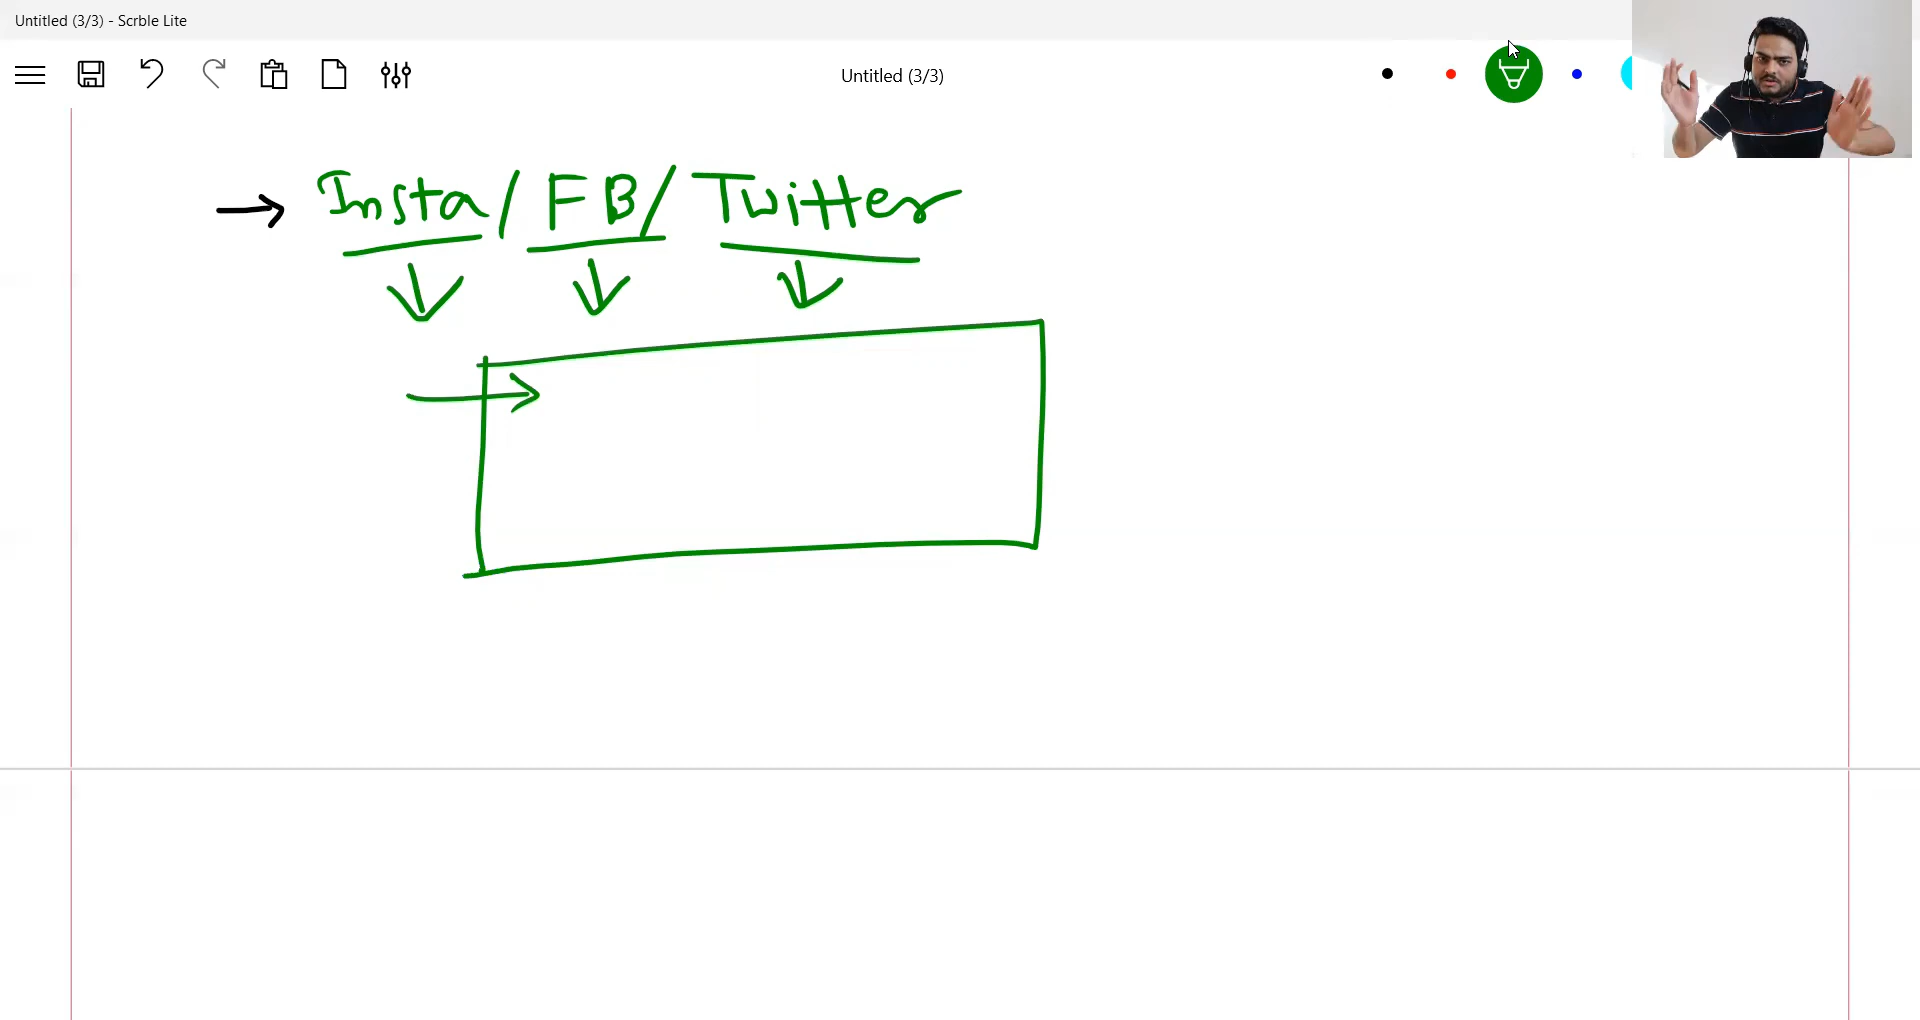 Untitled (3/3) - Scrble Lite
Untitled (3/3)
→ Insta / FB / Twitter